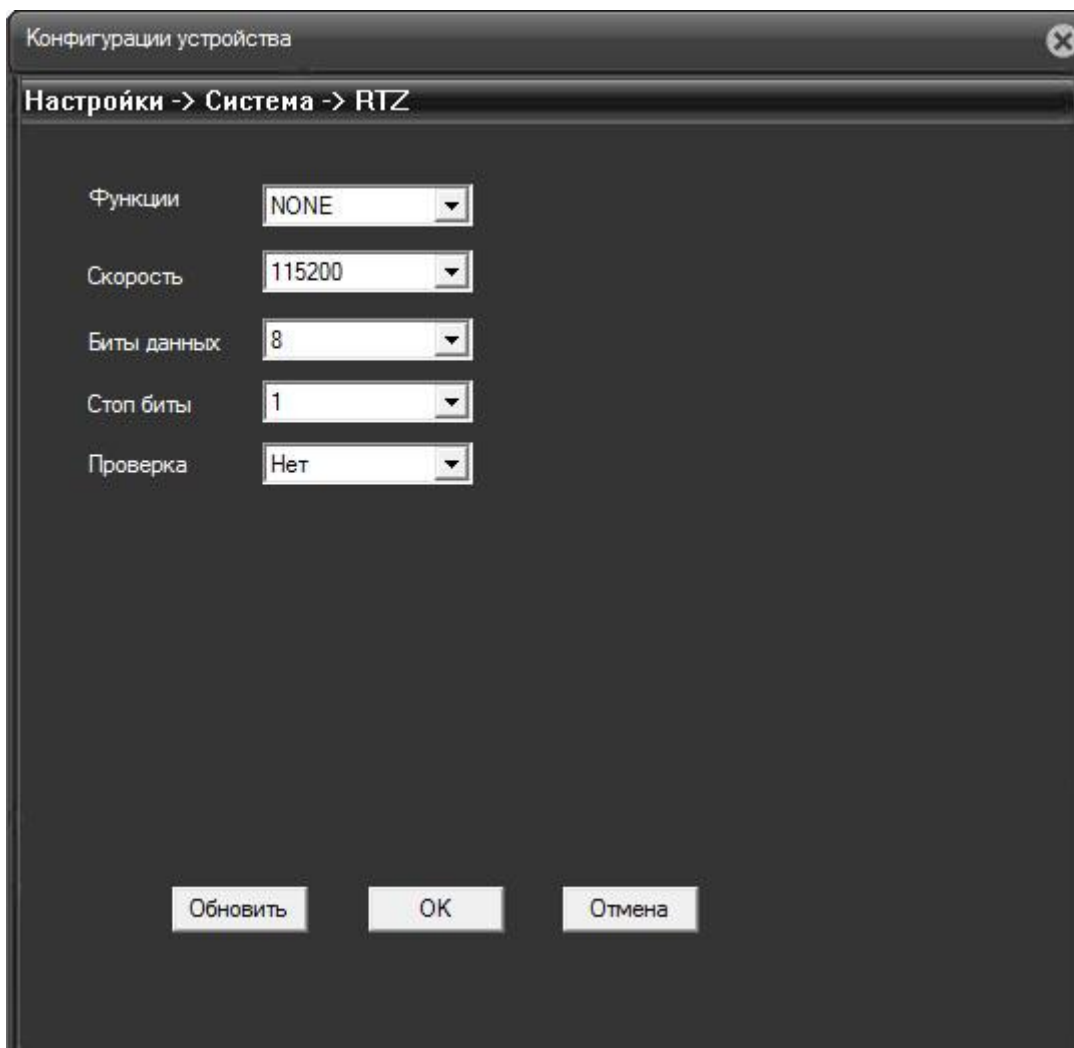 Конфигурации устройства
Настройки -> Система -> RTZ
Функции NONE
Скорость 115200
Биты данных 8
Стоп биты 1
Проверка Нет
Обновить OK Отмена